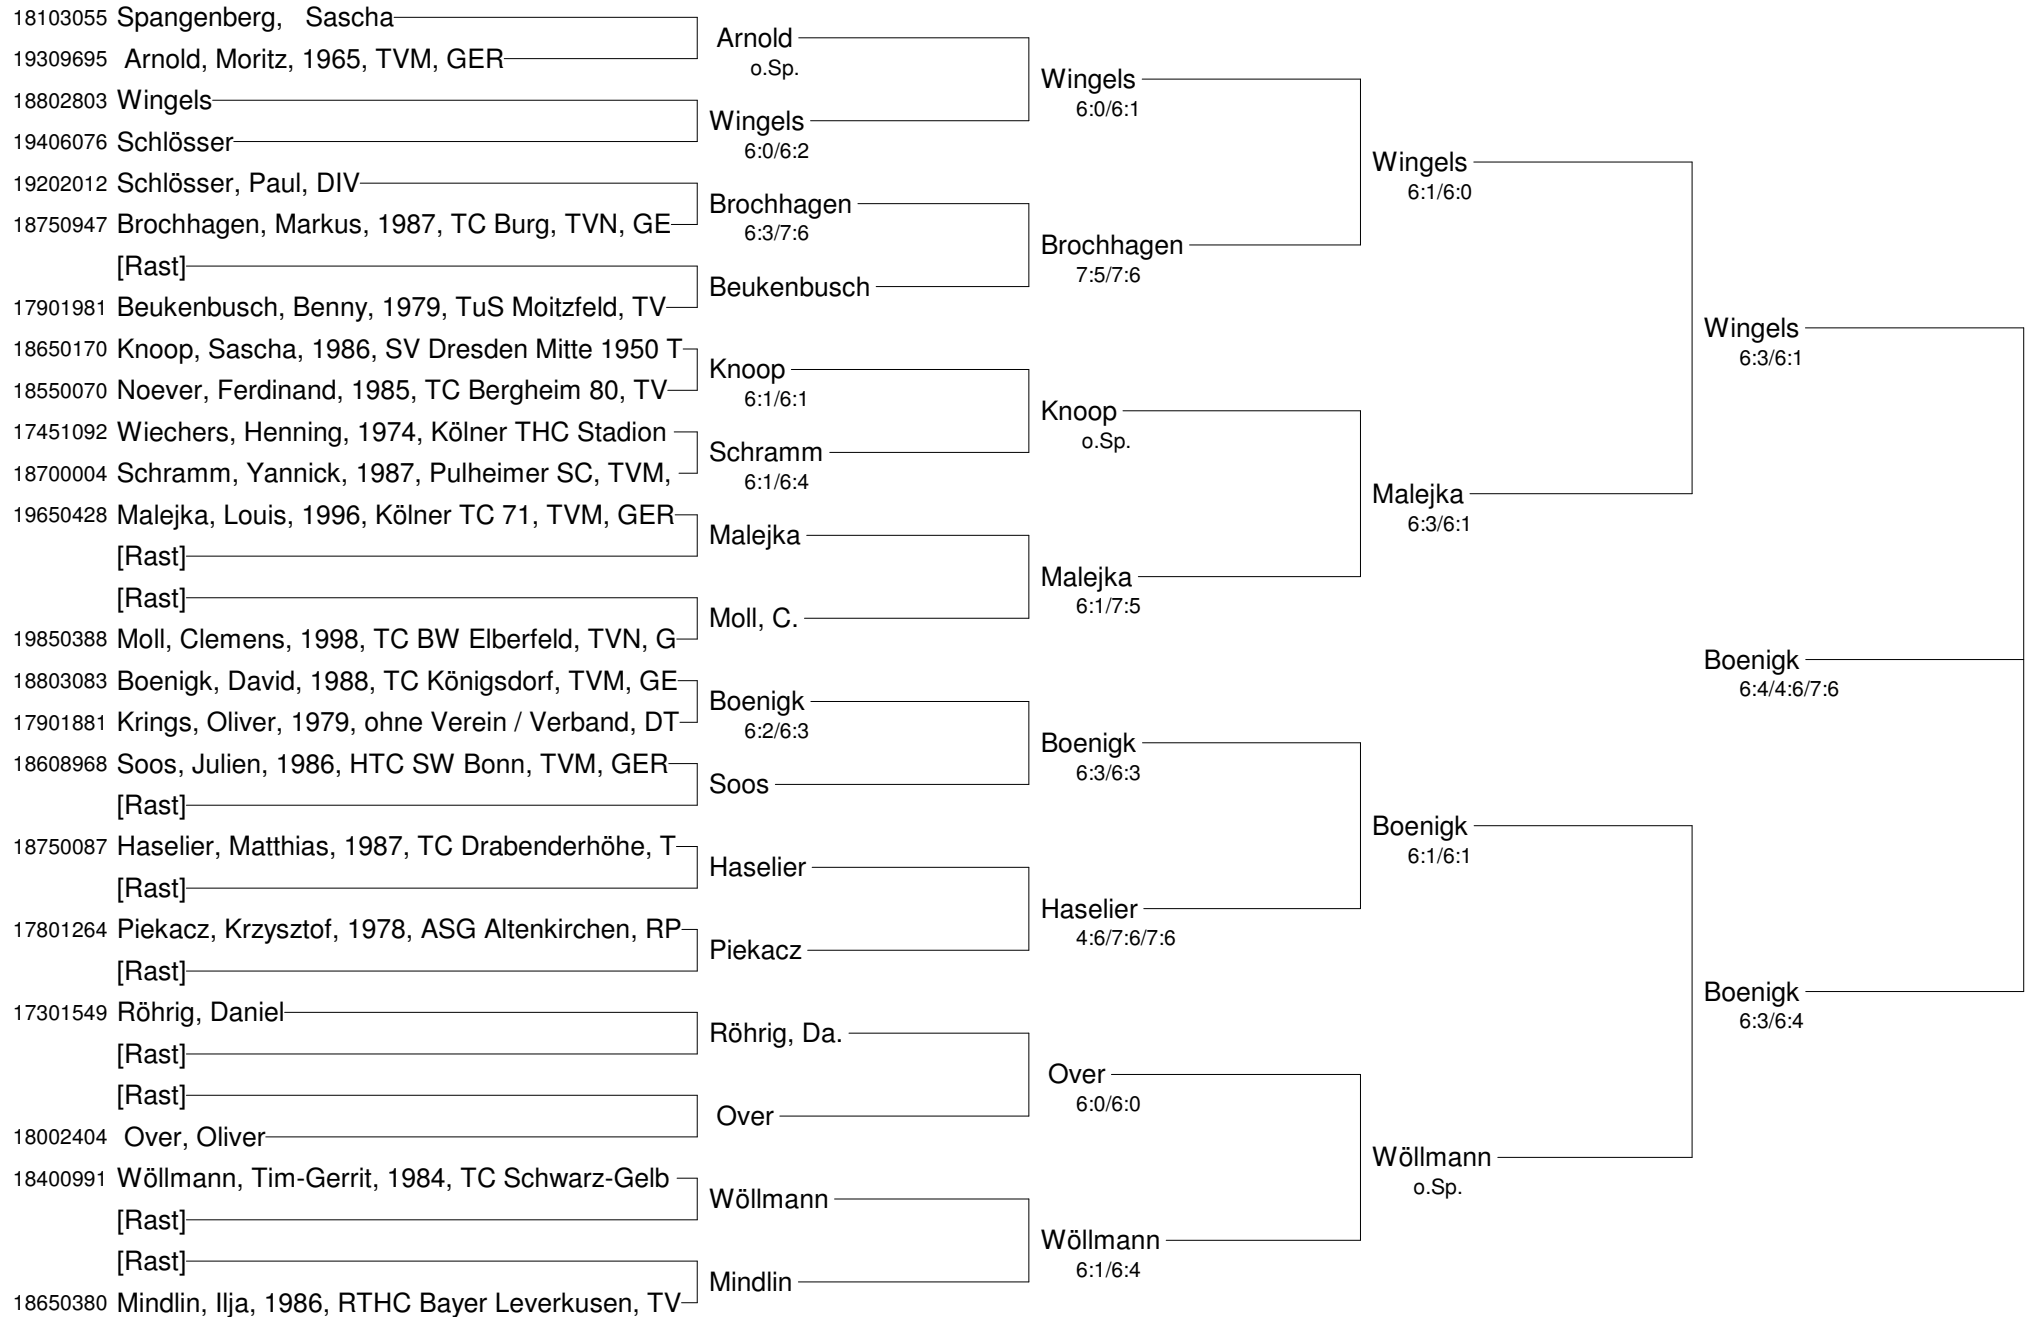 18103055 Spangenberg, Sascha
19309695 Arnold, Moritz, 1965, TVM, GER
18802803 Wingels
19406076 Schlösser
19202012 Schlösser, Paul, DIV
18750947 Brochhagen, Markus, 1987, TC Burg, TVN, GE
[Rast]
17901981 Beukenbusch, Benny, 1979, TuS Moitzfeld, TV
18650170 Knoop, Sascha, 1986, SV Dresden Mitte 1950 T
18550070 Noever, Ferdinand, 1985, TC Bergheim 80, TV
17451092 Wiechers, Henning, 1974, Kölner THC Stadion
18700004 Schramm, Yannick, 1987, Pulheimer SC, TVM,
19650428 Malejka, Louis, 1996, Kölner TC 71, TVM, GER
[Rast]
[Rast]
19850388 Moll, Clemens, 1998, TC BW Elberfeld, TVN, G
18803083 Boenigk, David, 1988, TC Königsdorf, TVM, GE
17901881 Krings, Oliver, 1979, ohne Verein / Verband, DT
18608968 Soos, Julien, 1986, HTC SW Bonn, TVM, GER
[Rast]
18750087 Haselier, Matthias, 1987, TC Drabenderhöhe, T
[Rast]
17801264 Piekacz, Krzysztof, 1978, ASG Altenkirchen, RP
[Rast]
17301549 Röhrig, Daniel
[Rast]
[Rast]
18002404 Over, Oliver
18400991 Wöllmann, Tim-Gerrit, 1984, TC Schwarz-Gelb
[Rast]
[Rast]
18650380 Mindlin, Ilja, 1986, RTHC Bayer Leverkusen, TV
Arnold
o.Sp.
Wingels
6:0/6:2
Brochhagen
6:3/7:6
Beukenbusch
Knoop
6:1/6:1
Schramm
6:1/6:4
Malejka
Moll, C.
Boenigk
6:2/6:3
Soos
Haselier
Piekacz
Röhrig, Da.
Over
Wöllmann
Mindlin
Wingels
6:0/6:1
Brochhagen
7:5/7:6
Knoop
o.Sp.
Malejka
6:1/7:5
Boenigk
6:3/6:3
Haselier
4:6/7:6/7:6
Over
6:0/6:0
Wöllmann
6:1/6:4
Wingels
6:1/6:0
Malejka
6:3/6:1
Boenigk
6:1/6:1
Wöllmann
o.Sp.
Wingels
6:3/6:1
Boenigk
6:4/4:6/7:6
Boenigk
6:3/6:4